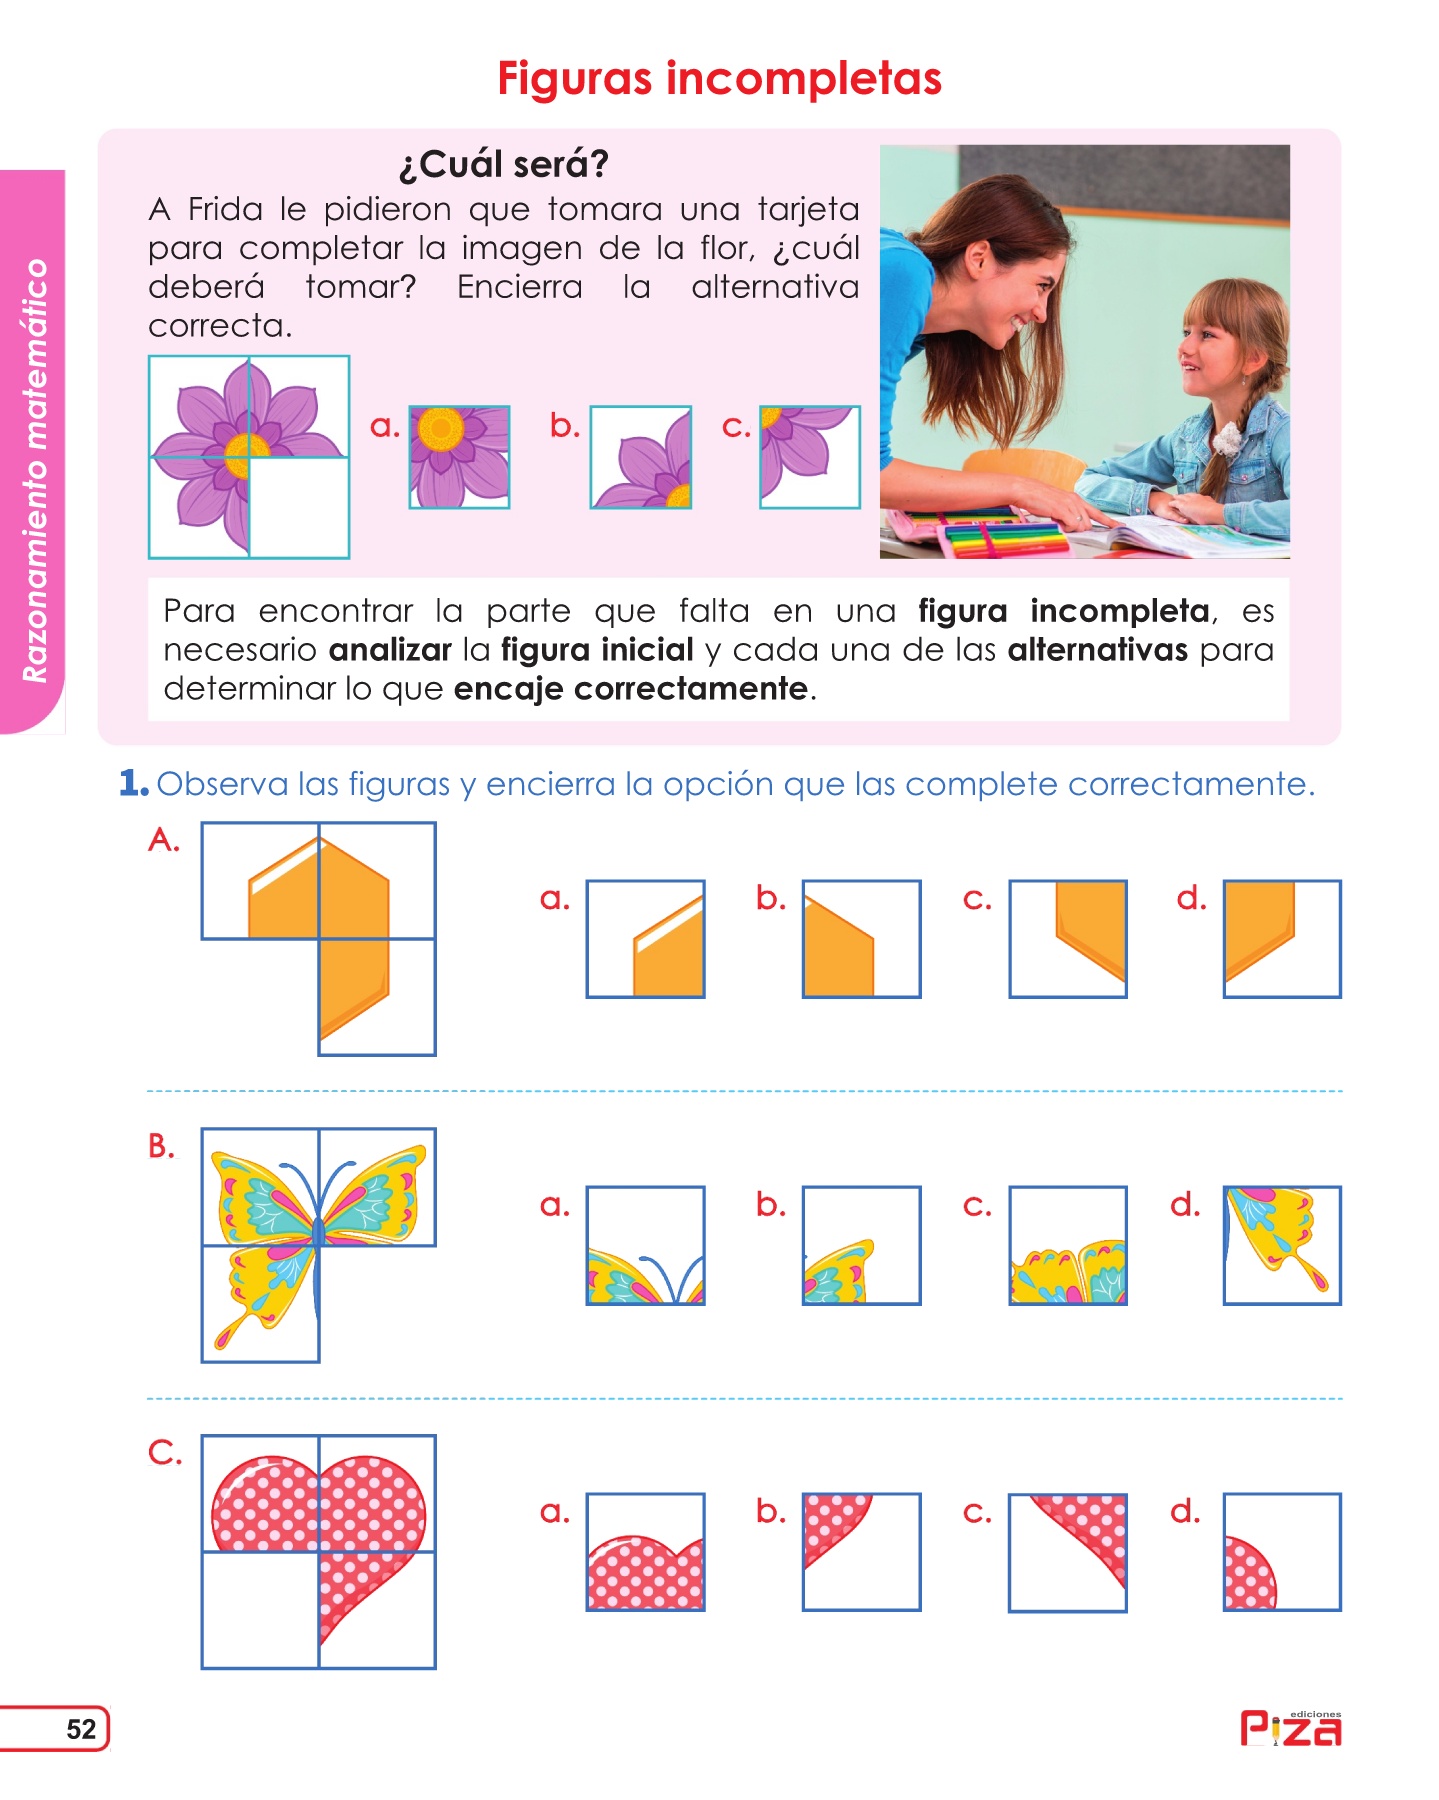 Figuras incompletas
Razonamiento matemático
¿Cuál será?
A Frida le pidieron que tomara una tarjeta
para completar la imagen de la flor, ¿cuál
deberá tomar? Encierra la alternativa
correcta.
a. b. c.
Para encontrar la parte que falta en una figura incompleta, es
necesario analizar la figura inicial y cada una de las alternativas para
determinar lo que encaje correctamente.
1. Observa las figuras y encierra la opción que las complete correctamente.
A.
a. b. c. d.
B.
a. b. c. d.
C.
a. b. c. d.
52
ediciones
Piza